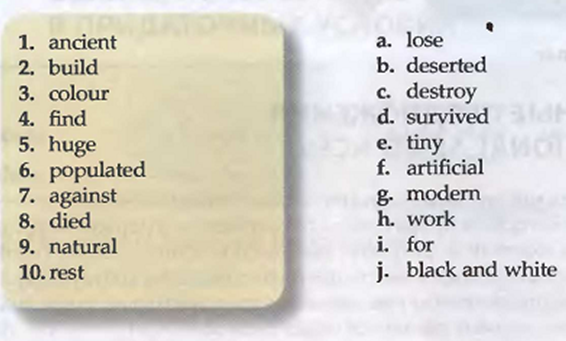 1. ancient
2. build
3. colour
4. find
5. huge
6. populated
7. against
8. died
9. natural
10. rest
a. lose
b. deserted
c. destroy
d. survived
e. tiny
f. artificial
g. modern
h. work
i. for
j. black and white